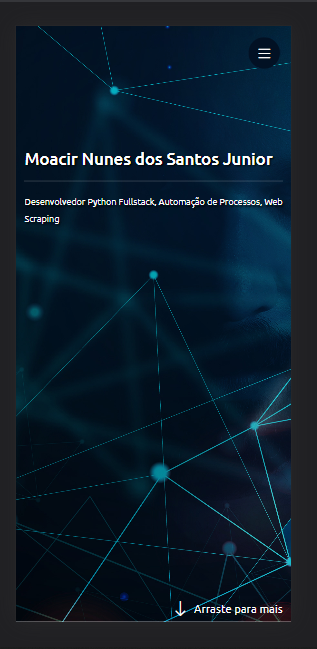 Moacir Nunes dos Santos Junior
Desenvolvedor Python Fullstack, Automação de Processos, Web
Scraping
Arraste para mais